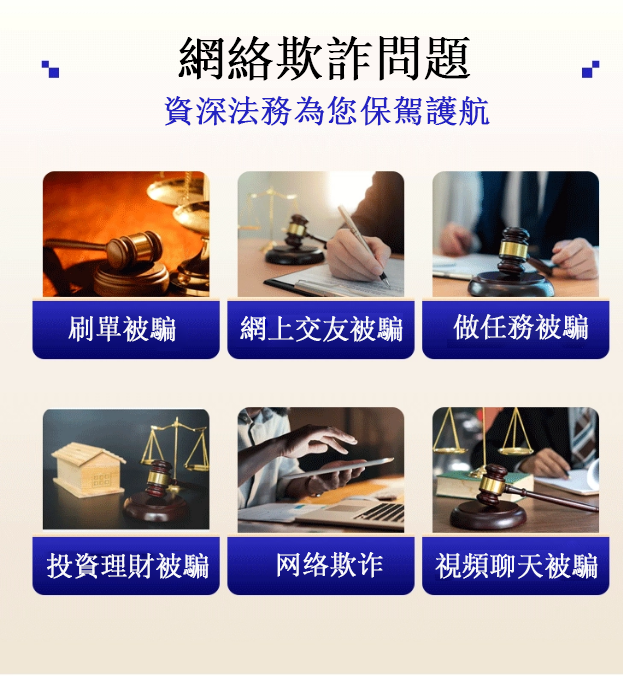 網絡欺詐問題
資深法務為您保駕護航
刷單被騙
網上交友被騙
做任務被騙
投資理財被騙
网络欺诈
視頻聊天被騙